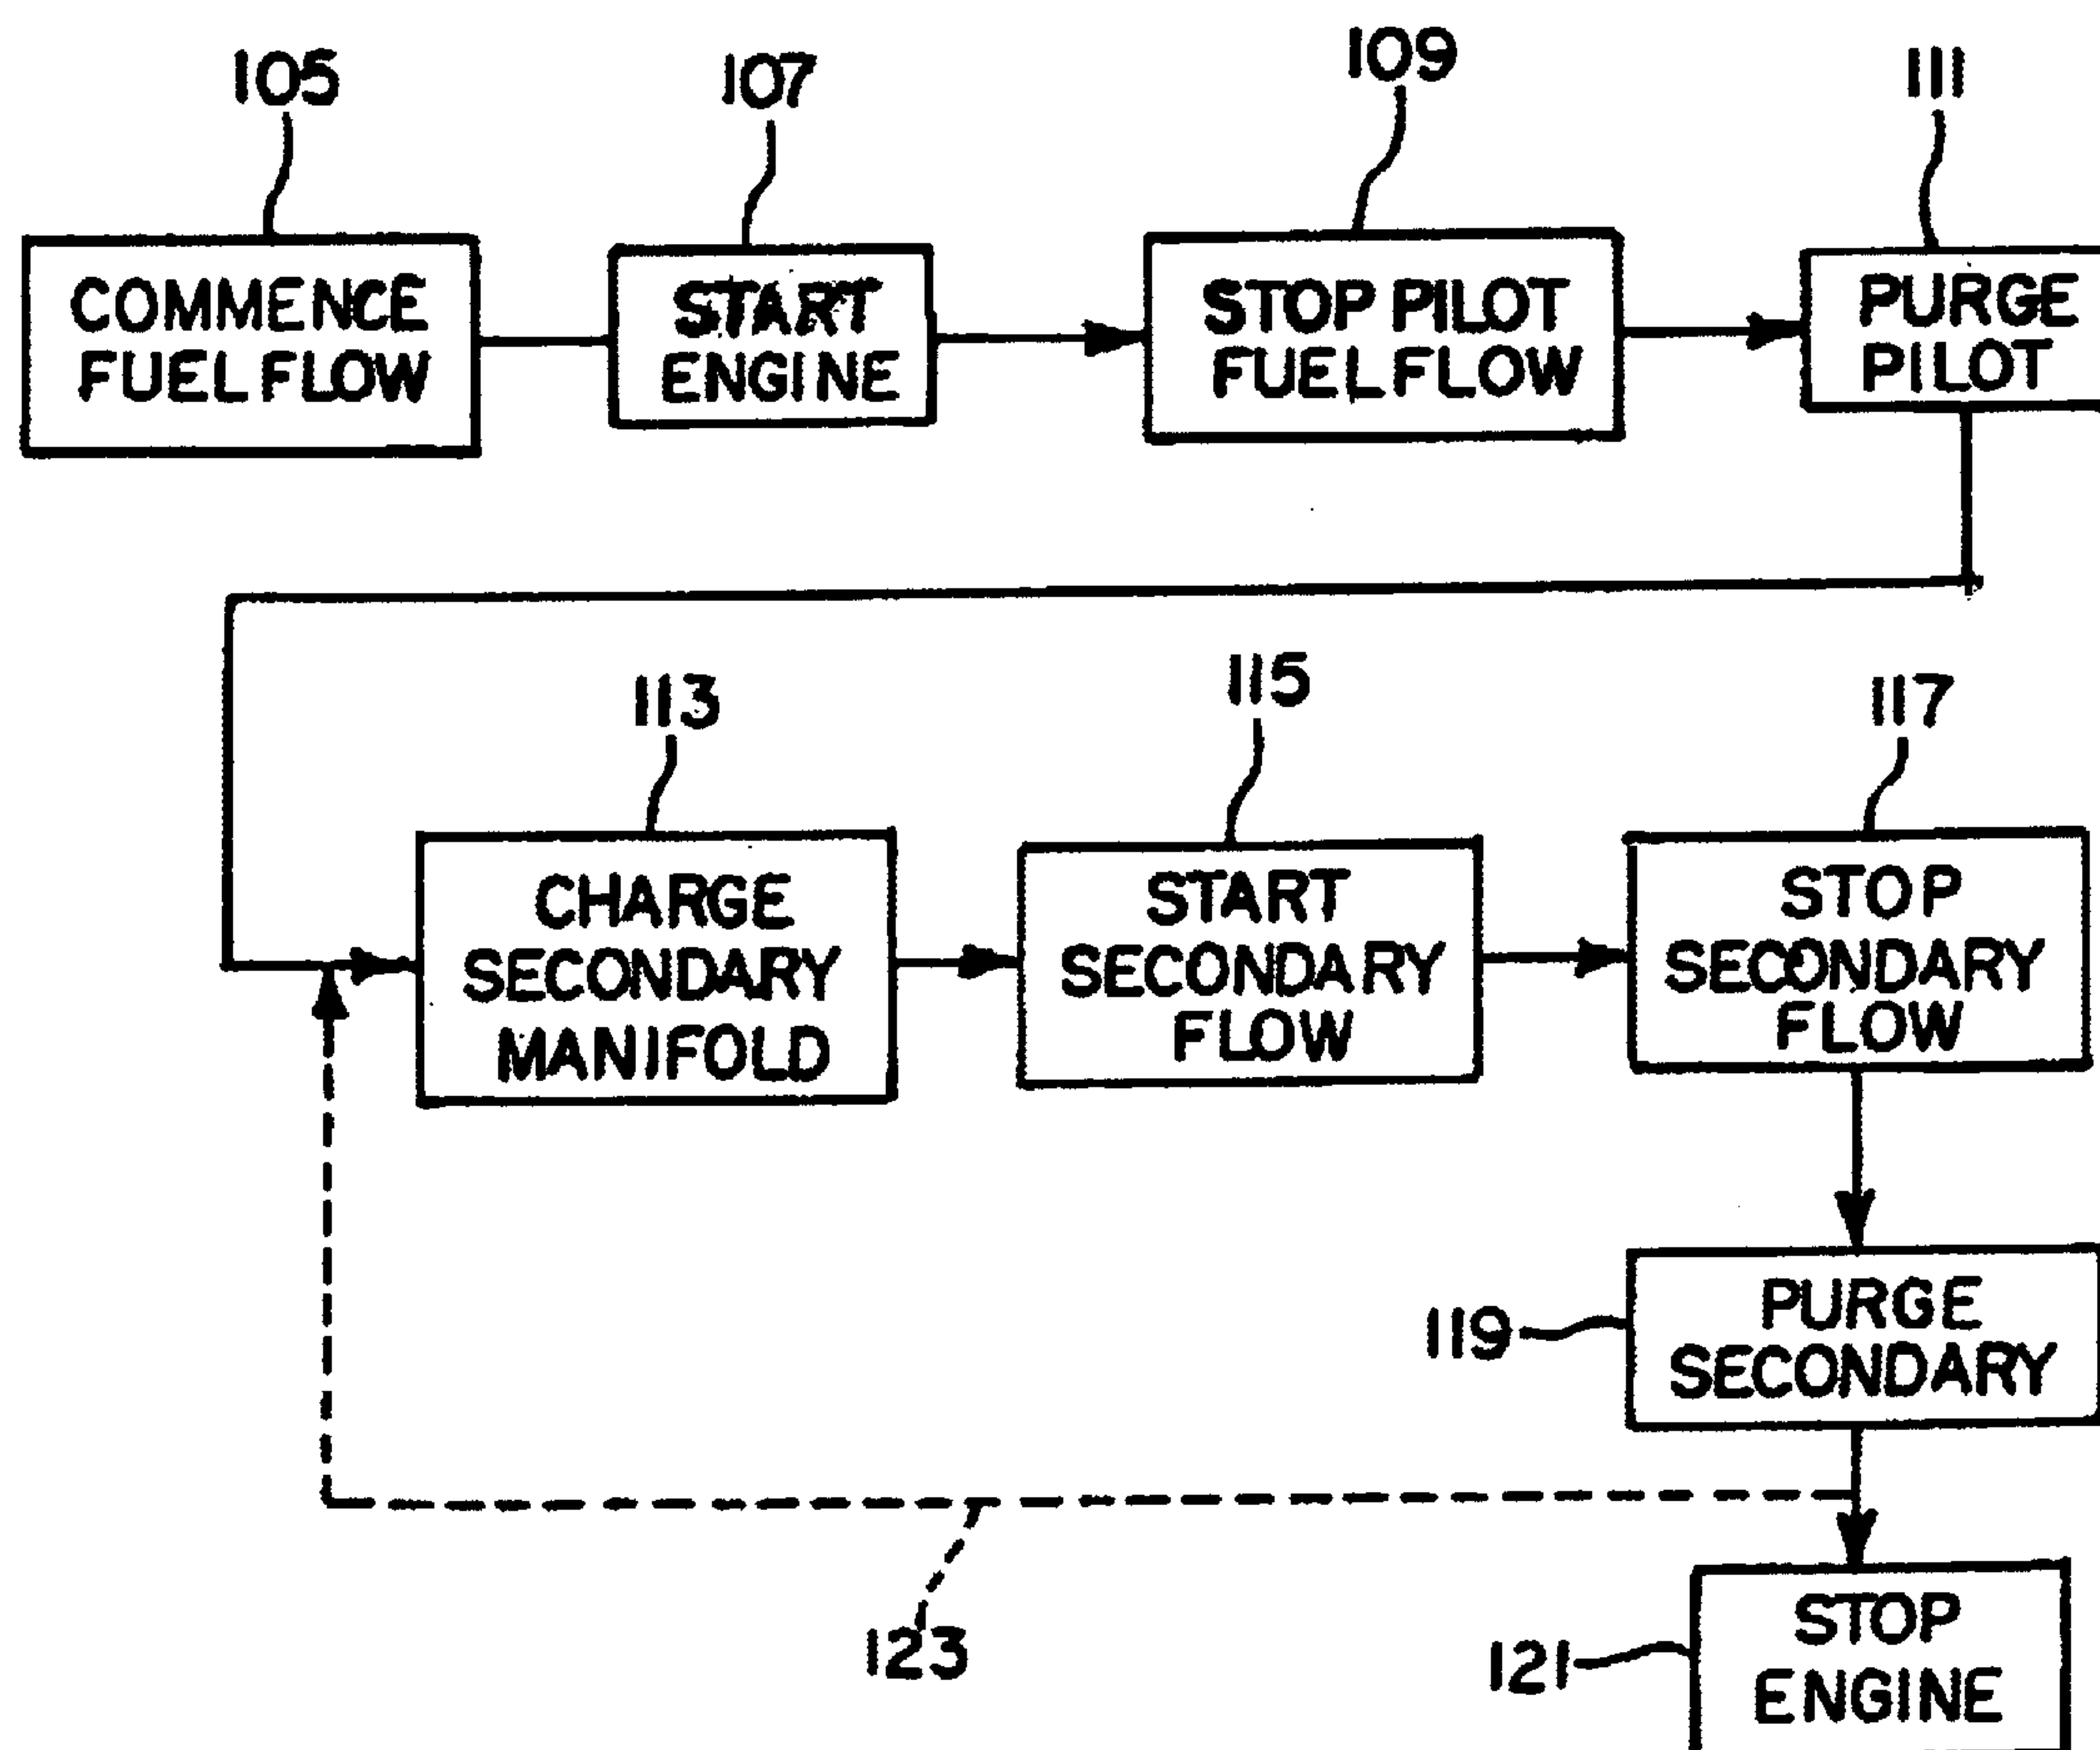 105
107
109
111
COMMENCE
FUEL FLOW
START
ENGINE
STOP PILOT
FUEL FLOW
PURGE
PILOT
113
115
117
CHARGE
SECONDARY
MANIFOLD
START
SECONDARY
FLOW
STOP
SECONDARY
FLOW
119
PURGE
SECONDARY
123
121
STOP
ENGINE